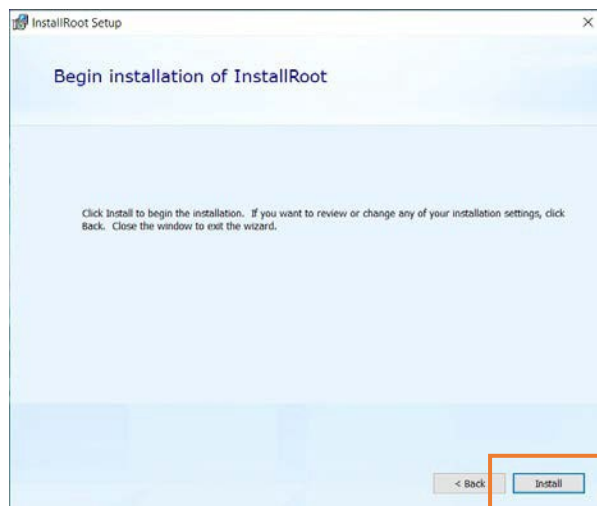 InstallRoot Setup
Begin installation of InstallRoot
Click Install to begin the installation. If you want to review or change any of your installation settings, click
Back. Close the window to exit the wizard.
< Back
Install